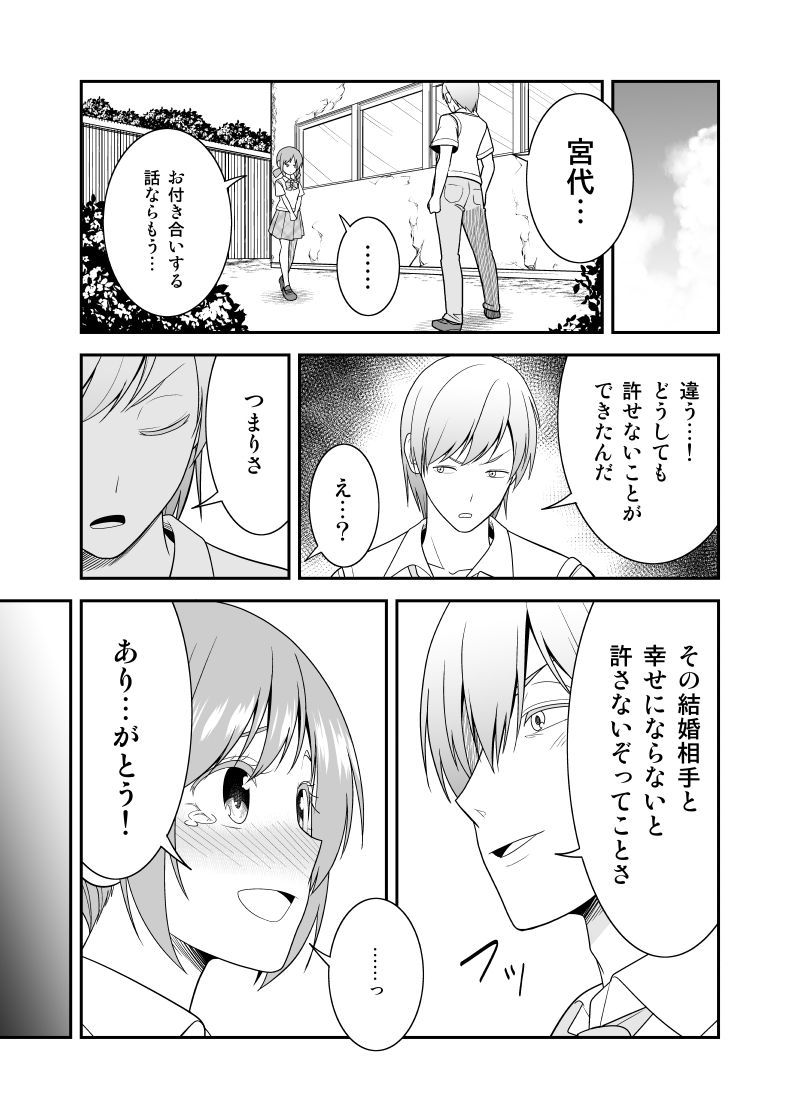 宮代…
……
お付き合いする
話ならもう…
違う…！
どうしても
許せないことが
できたんだ
え…？
つまりさ
その結婚相手と
幸せにならないと
許さないぞってことさ
フッ
……っ
あり…がとう！